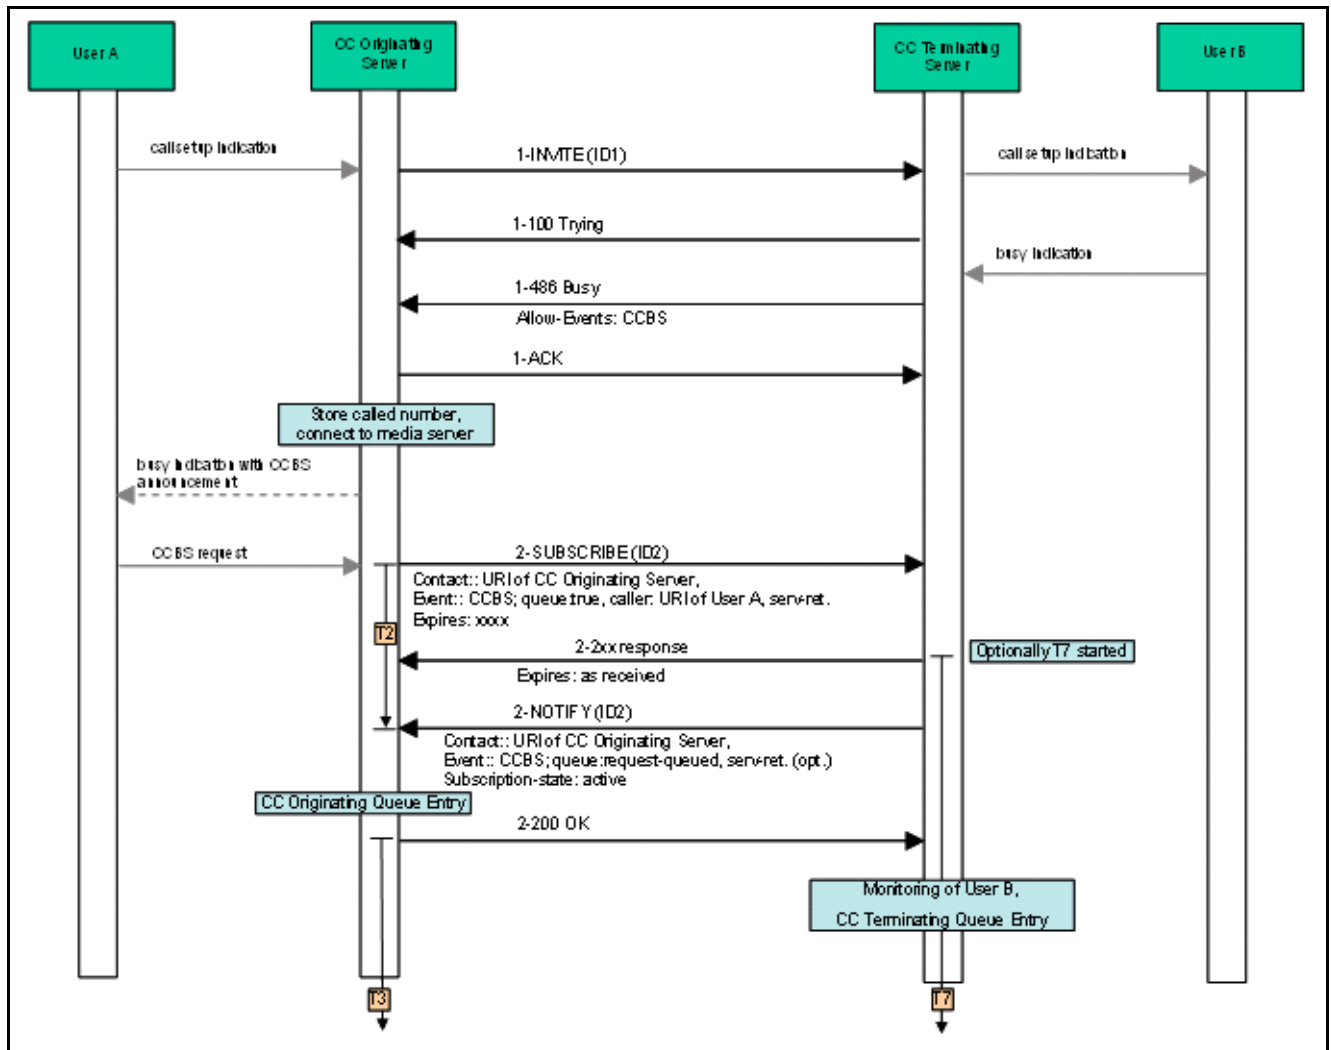 User A
CC Originating
Server
CC Terminating
Server
User B
call setup indication
1-INVITE (ID1)
call setup indication
1-100 Trying
busy indication
1-486 Busy
Allow-Events: CCBS
1-ACK
Store called number,
connect to media server
busy indication with CCBS
announcement
CCBS request
2-SUBSCRIBE (ID2)
Contact:: URI of CC Originating Server,
Event:: CCBS; queue:true, caller: URI of User A, serv-ret.
Expires: xxxx
T2
2-2xx response
Optionally T7 started
Expires: as received
2-NOTIFY (ID2)
Contact:: URI of CC Originating Server,
Event:: CCBS; queue:request-queued, serv-ret. (opt.)
Subscription-state: active
CC Originating Queue Entry
2-200 OK
Monitoring of User B,
CC Terminating Queue Entry
T3
T7